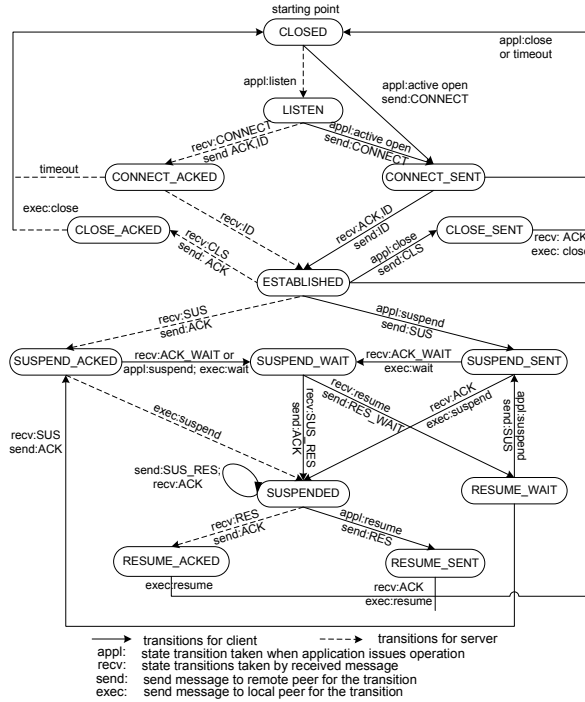 starting point
CLOSED
appl:close
or timeout
appl:listen
appl:active open
send:CONNECT
LISTEN
recv:CONNECT
send ACK,ID
appl:active open
send:CONNECT
timeout
CONNECT_ACKED
CONNECT_SENT
exec:close
recv:ID
recv:ACK,ID
send:ID
CLOSE_ACKED
CLOSE_SENT
recv:CLS
send: ACK
appl:close
send:CLS
recv: ACK
exec: close
ESTABLISHED
recv:SUS
send:ACK
appl:suspend
send:SUS
SUSPEND_ACKED
recv:ACK_WAIT or
appl:suspend; exec:wait
SUSPEND_WAIT
recv:ACK_WAIT
exec:wait
SUSPEND_SENT
exec:suspend
recv:SUS_RES
send:ACK
recv:resume
send:RES_WAIT
recv:ACK
exec:suspend
appl:suspend
send:SUS
recv:SUS
send:ACK
send:SUS_RES;
recv:ACK
SUSPENDED
RESUME_WAIT
recv:RES
send:ACK
appl:resume
send:RES
RESUME_ACKED
RESUME_SENT
exec:resume
recv:ACK
exec:resume
transitions for client
transitions for server
appl: state transition taken when application issues operation
recv: state transitions taken by received message
send: send message to remote peer for the transition
exec: send message to local peer for the transition